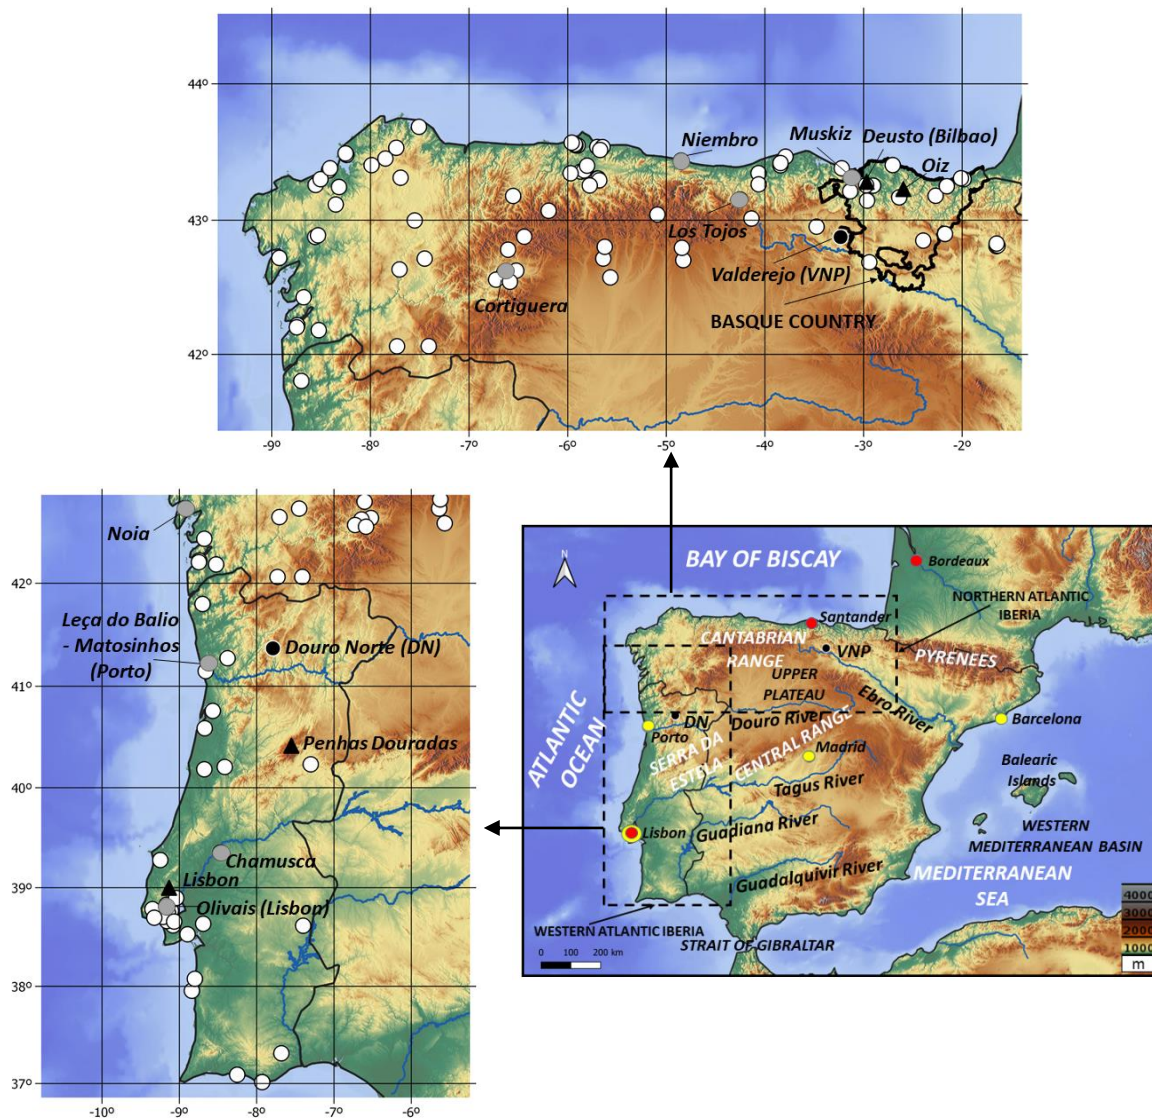 44º
43º
42º
Niembro
Muskiz
Deusto (Bilbao)
Oiz
Los Tojos
Valderejo (VNP)
Cortiguera
BASQUE COUNTRY
-9º
-8º
-7º
-6º
-5º
-4º
-3º
-2º
Noia
42º
Leça do Balio
- Matosinhos
(Porto)
Douro Norte (DN)
41º
Penhas Douradas
40º
Chamusca
Lisbon
39º
Olivais (Lisbon)
38º
37º
-10º
-9º
-8º
-7º
-6º
N
BAY OF BISCAY
Bordeaux
NORTHERN ATLANTIC
IBERIA
Santander
CANTABRIAN
RANGE
VNP
PYRENEES
UPPER
PLATEAU
Ebro River
DN
Douro River
Porto
Barcelona
ATLANTIC
OCEAN
SERRA DA
ESTELA
CENTRAL RANGE
Madrid
Balearic
Islands
Tagus River
Lisbon
Guadiana River
WESTERN
MEDITERRANEAN BASIN
Guadalquivir River
MEDITERRANEAN
SEA
WESTERN ATLANTIC IBERIA
STRAIT OF GIBRALTAR
0 100 200 km
4000
3000
2000
1000
m